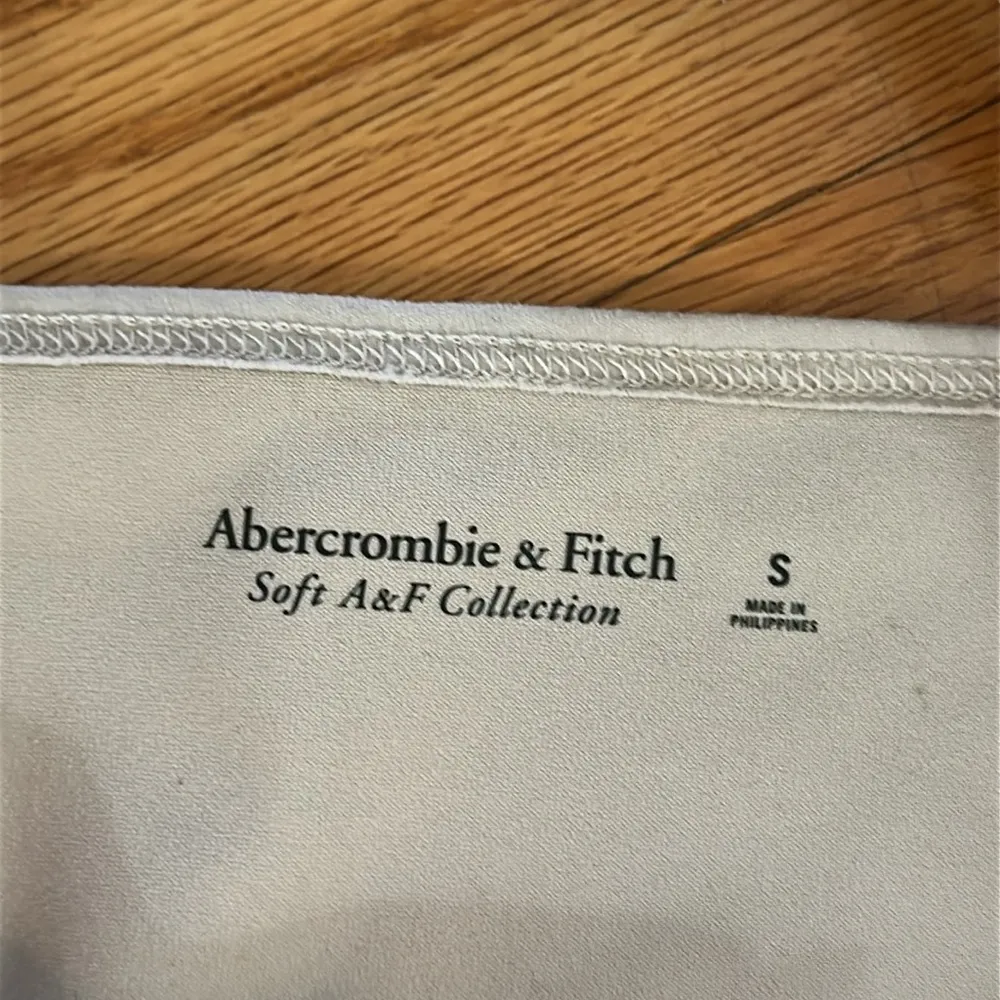 Abercrombie & Fitch
Soft A&F Collection
S
MADE IN
PHILIPPINES